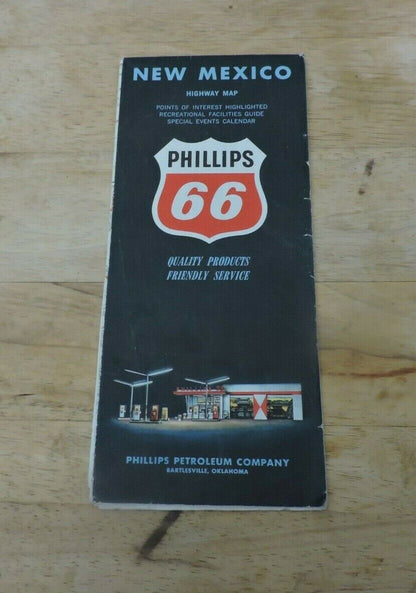 NEW MEXICO
HIGHWAY MAP
POINTS OF INTEREST HIGHLIGHTED
RECREATIONAL FACILITIES GUIDE
SPECIAL EVENTS CALENDAR
PHILLIPS
66
QUALITY PRODUCTS
FRIENDLY SERVICE
PHILLIPS PETROLEUM COMPANY
BARTLESVILLE, OKLAHOMA